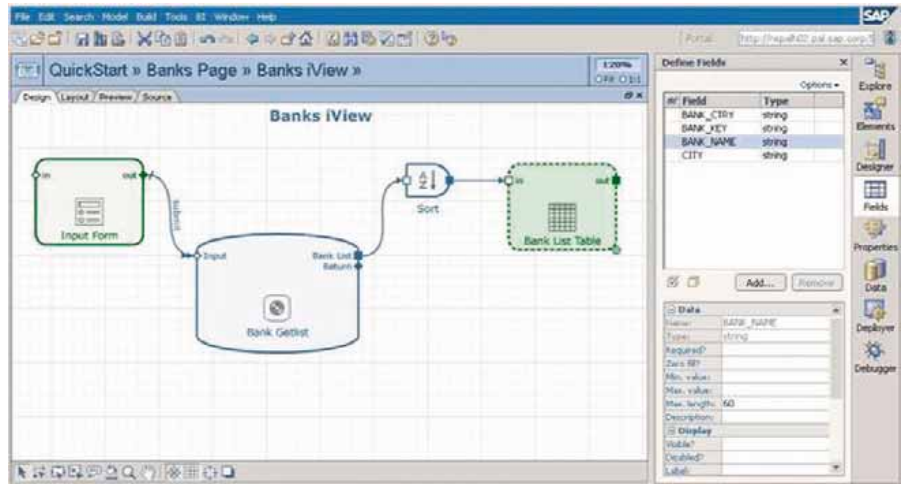 File Edit Search Model Build Tools BI Window Help
SAP
Portal
QuickStart » Banks Page » Banks iView »
120%
OFit O1:1
Design Layout Preview Source
Banks iView
in
out
Input Form
submit
Input
Bank List
Return
Bank Getlist
Sort
in
out
Bank List Table
Define Fields
Options
Field Type
BANK_CTRY string
BANK_KEY string
BANK_NAME string
CITY string
Add... Remove
Data
Name: BANK_NAME
Type: string
Required?
Zero fill?
Min. value:
Max. value:
Max. length: 60
Description:
Display
Visible?
Disabled?
Label:
Explore
Elements
Designer
Fields
Properties
Data
Deployer
Debugger